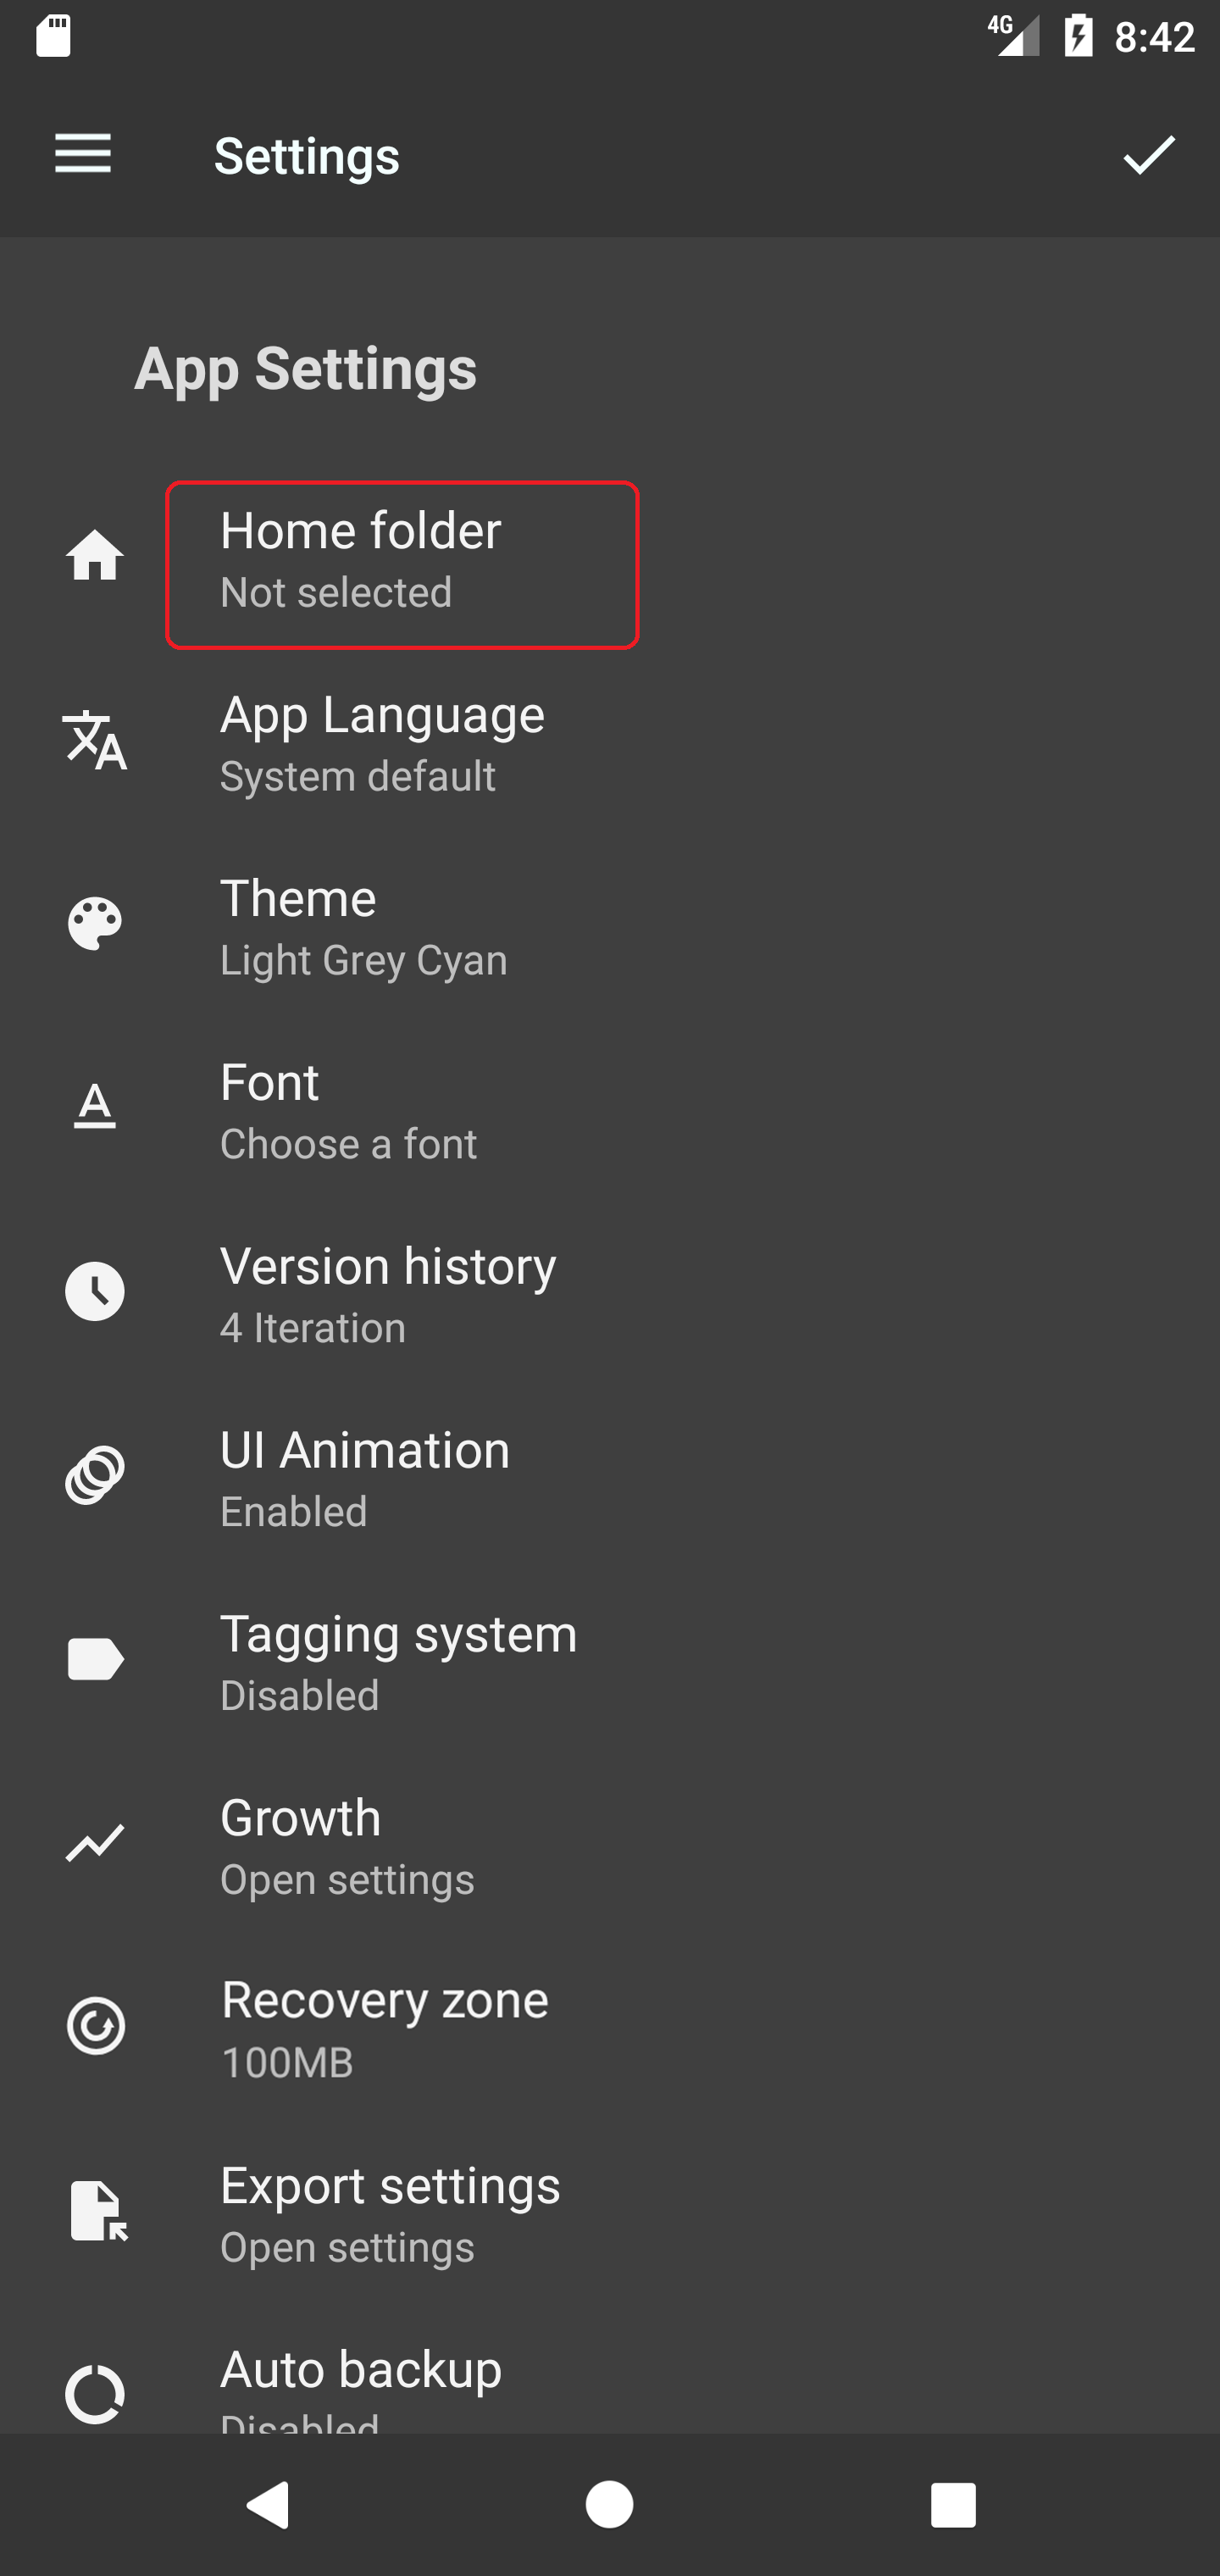 4G 8:42
Settings
App Settings
Home folder
Not selected
App Language
System default
Theme
Light Grey Cyan
Font
Choose a font
Version history
4 Iteration
UI Animation
Enabled
Tagging system
Disabled
Growth
Open settings
Recovery zone
100MB
Export settings
Open settings
Auto backup
Disabled